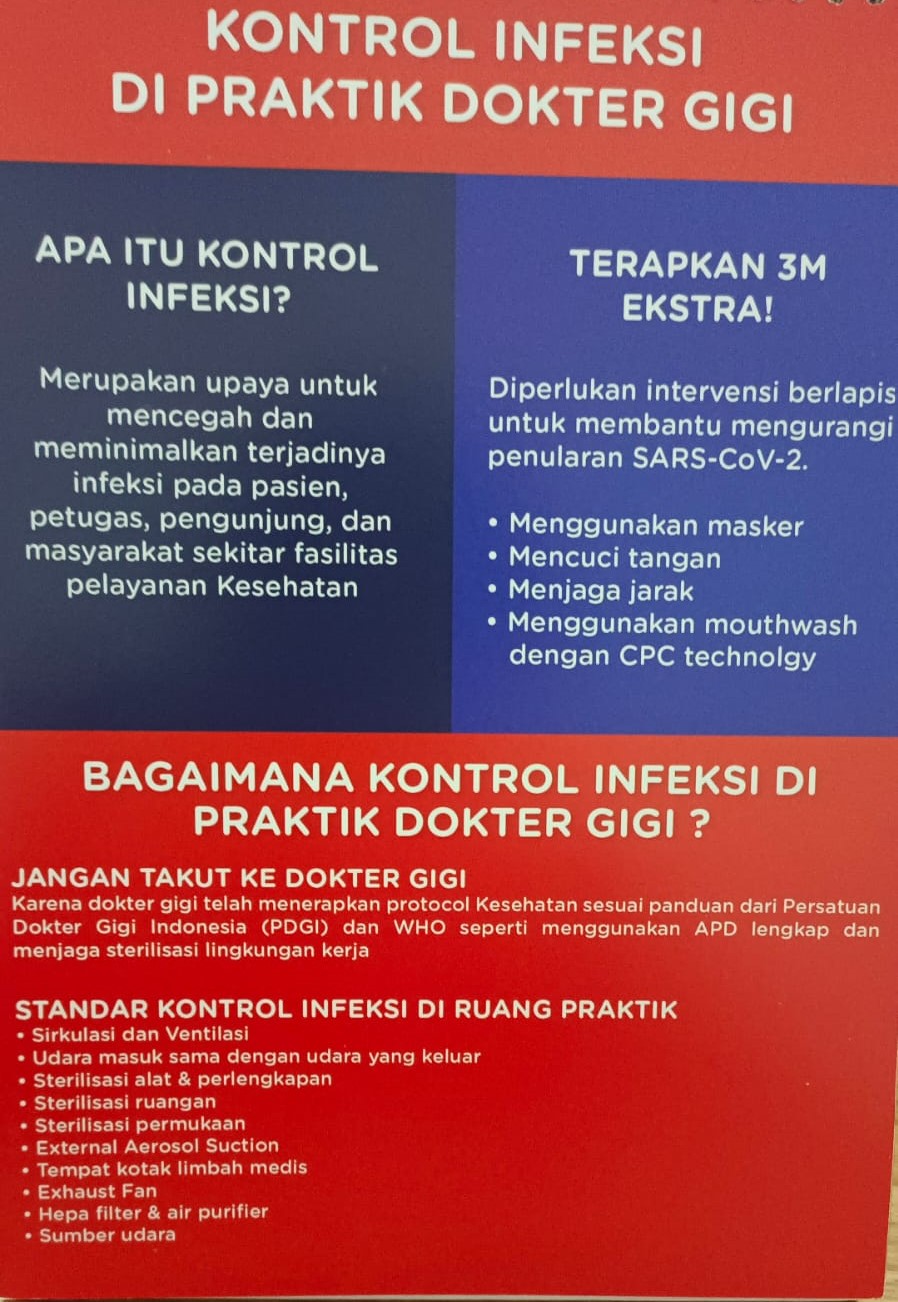 KONTROL INFEKSI
DI PRAKTIK DOKTER GIGI
APA ITU KONTROL
INFEKSI?
Merupakan upaya untuk
mencegah dan
meminimalkan terjadinya
infeksi pada pasien,
petugas, pengunjung, dan
masyarakat sekitar fasilitas
pelayanan Kesehatan
TERAPKAN 3M
EKSTRA!
Diperlukan intervensi berlapis
untuk membantu mengurangi
penularan SARS-CoV-2.
• Menggunakan masker
• Mencuci tangan
• Menjaga jarak
• Menggunakan mouthwash
dengan CPC technolgy
BAGAIMANA KONTROL INFEKSI DI
PRAKTIK DOKTER GIGI ?
JANGAN TAKUT KE DOKTER GIGI
Karena dokter gigi telah menerapkan protocol Kesehatan sesuai panduan dari Persatuan
Dokter Gigi Indonesia (PDGI) dan WHO seperti menggunakan APD lengkap dan
menjaga sterilisasi lingkungan kerja
STANDAR KONTROL INFEKSI DI RUANG PRAKTIK
• Sirkulasi dan Ventilasi
• Udara masuk sama dengan udara yang keluar
• Sterilisasi alat & perlengkapan
• Sterilisasi ruangan
• Sterilisasi permukaan
• External Aerosol Suction
• Tempat kotak limbah medis
• Exhaust Fan
• Hepa filter & air purifier
• Sumber udara